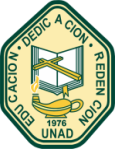 EDUCACION · DEDICACION · REDENCION
1976
UNAD